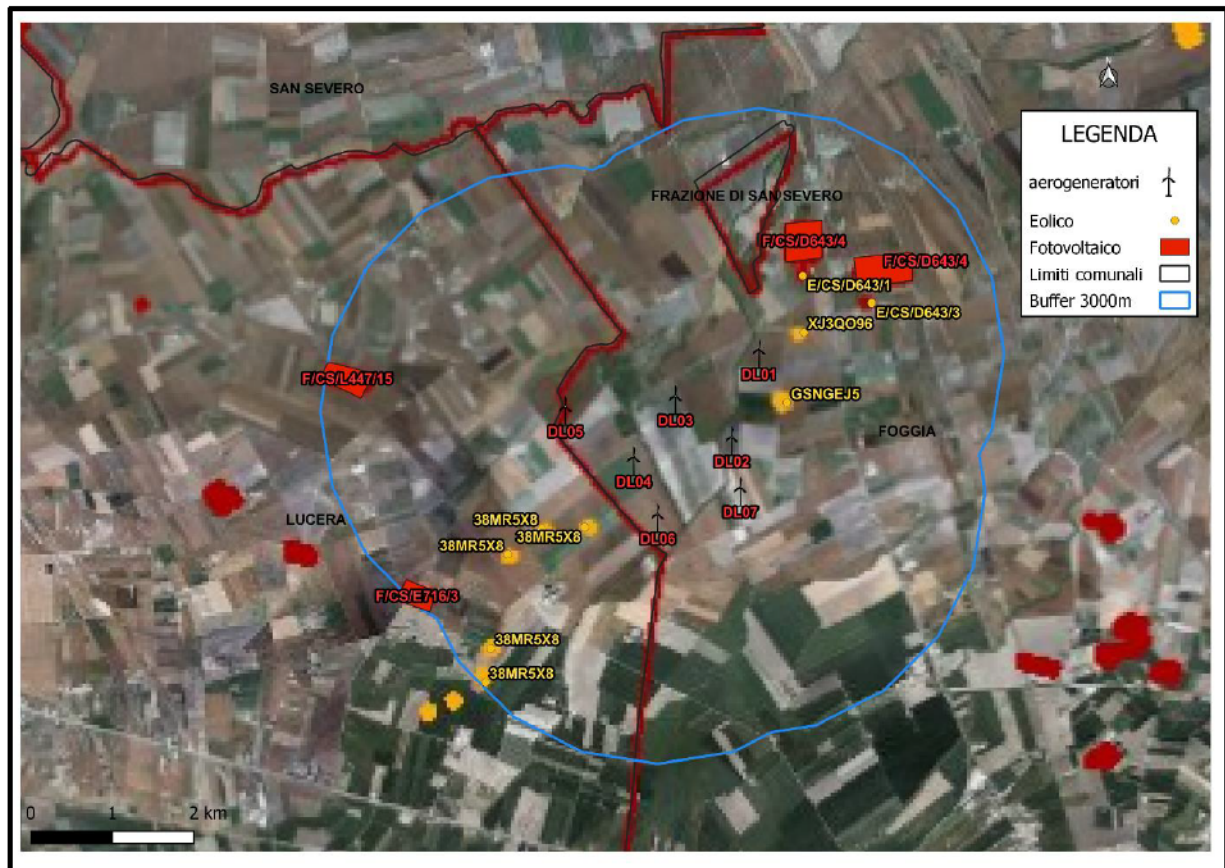 SAN SEVERO
LEGENDA
aerogeneratori
Eolico
Fotovoltaico
Limiti comunali
Buffer 3000m
FRAZIONE DI SAN SEVERO
F/CS/D643/4
F/CS/D643/4
E/CS/D643/1
E/CS/D643/3
XJ3QO96
DL01
F/CS/L447/15
GSNGEJ5
DL03
DL05
FOGGIA
DL02
DL04
DL07
LUCERA
38MR5X8
38MR5X8
DL06
38MR5X8
F/CS/E716/3
38MR5X8
38MR5X8
0 1 2 km